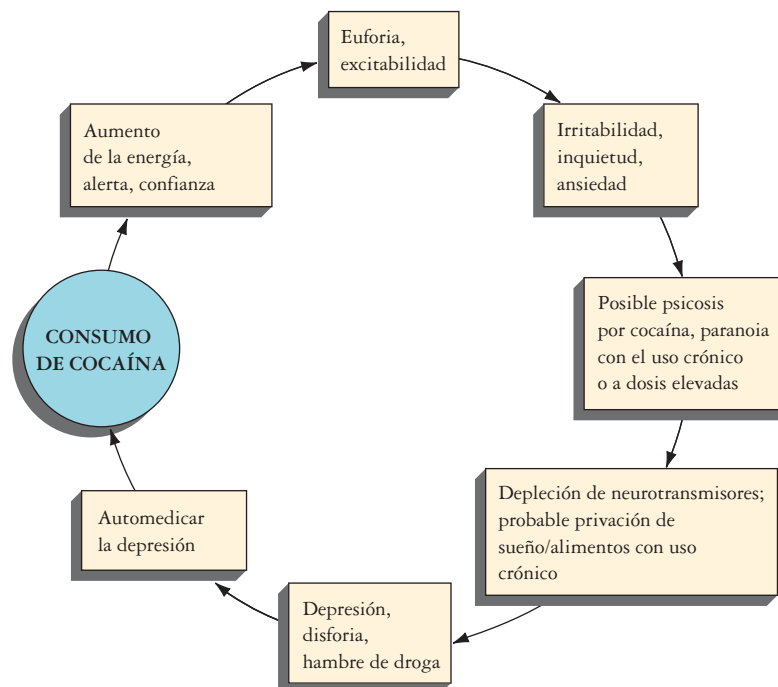 Euforia,
excitabilidad
Irritabilidad,
inquietud,
ansiedad
Posible psicosis
por cocaína, paranoia
con el uso crónico
o a dosis elevadas
Depleción de neurotransmisores;
probable privación de
sueño/alimentos con uso
crónico
Depresión,
disforia,
hambre de droga
Automedicar
la depresión
CONSUMO
DE COCAÍNA
Aumento
de la energía,
alerta, confianza